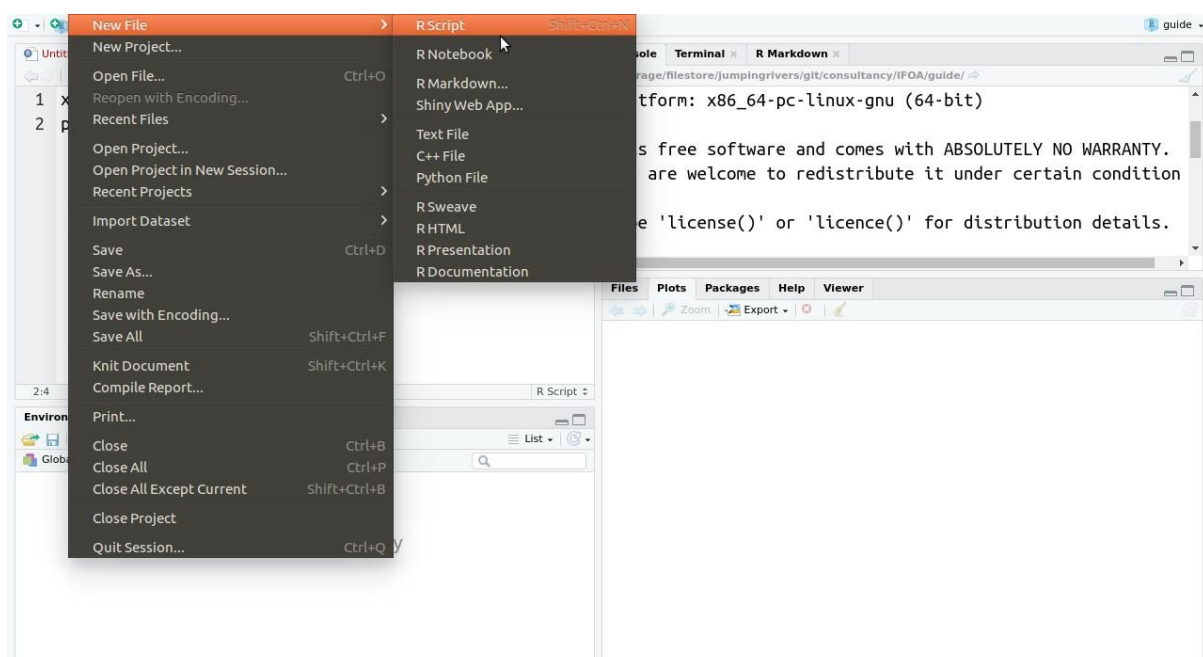 New File
R Script Shift+Ctrl+N
guide
New Project...
R Notebook
Terminal × R Markdown ×
Open File... Ctrl+O
R Markdown...
/filestore/jumpingrivers/git/consultancy/IFOA/guide/
Reopen with Encoding...
Shiny Web App...
1 x
tform: x86_64-pc-linux-gnu (64-bit)
Recent Files
2 p
Text File
Open Project...
C++ File
s free software and comes with ABSOLUTELY NO WARRANTY.
Open Project in New Session...
Python File
are welcome to redistribute it under certain condition
Recent Projects
R Sweave
Import Dataset
R HTML
e 'license()' or 'licence()' for distribution details.
Save Ctrl+D
R Presentation
Save As...
R Documentation
Rename
Files Plots Packages Help Viewer
Save with Encoding...
Zoom Export
Save All Shift+Ctrl+F
Knit Document Shift+Ctrl+K
Compile Report...
2:4
R Script
Environ
Print...
Close Ctrl+B
List
Globa
Close All Ctrl+P
Close All Except Current Shift+Ctrl+B
Close Project
Quit Session... Ctrl+Q
y